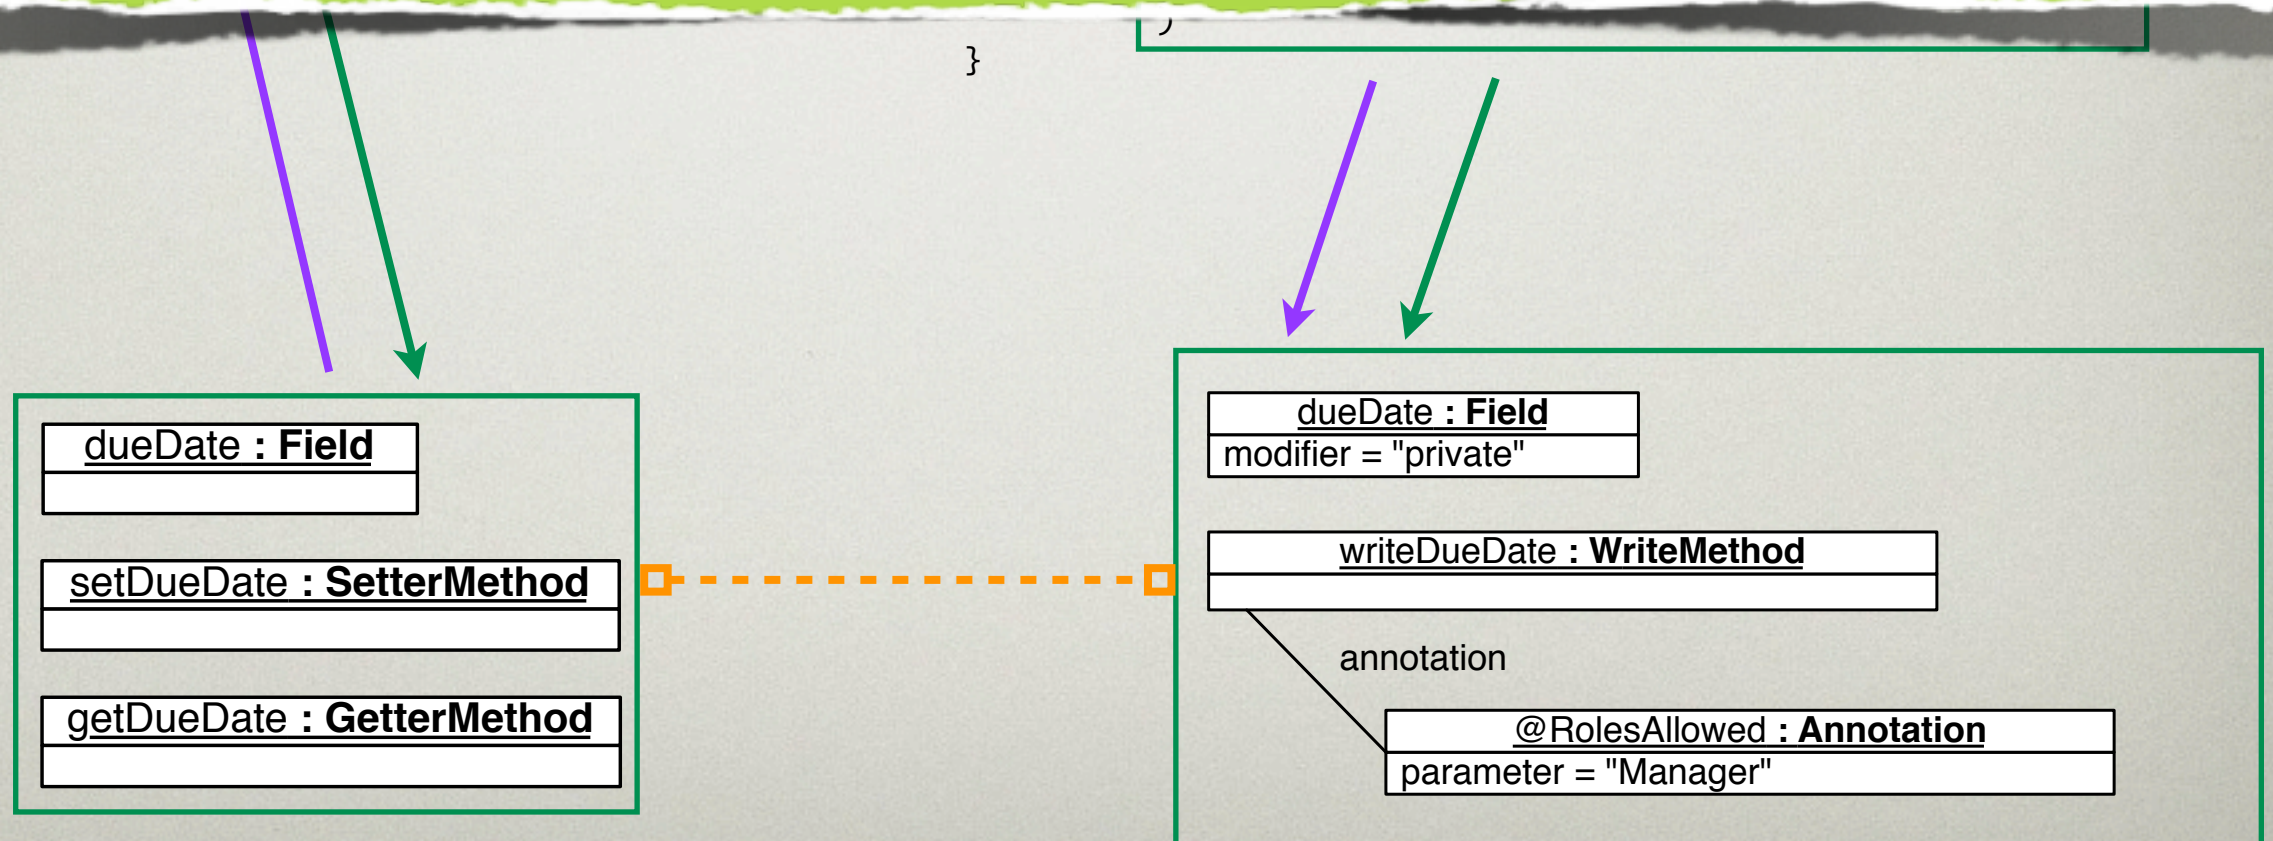 )
}
dueDate : Field
setDueDate : SetterMethod
getDueDate : GetterMethod
dueDate : Field
modifier = "private"
writeDueDate : WriteMethod
annotation
@RolesAllowed : Annotation
parameter = "Manager"